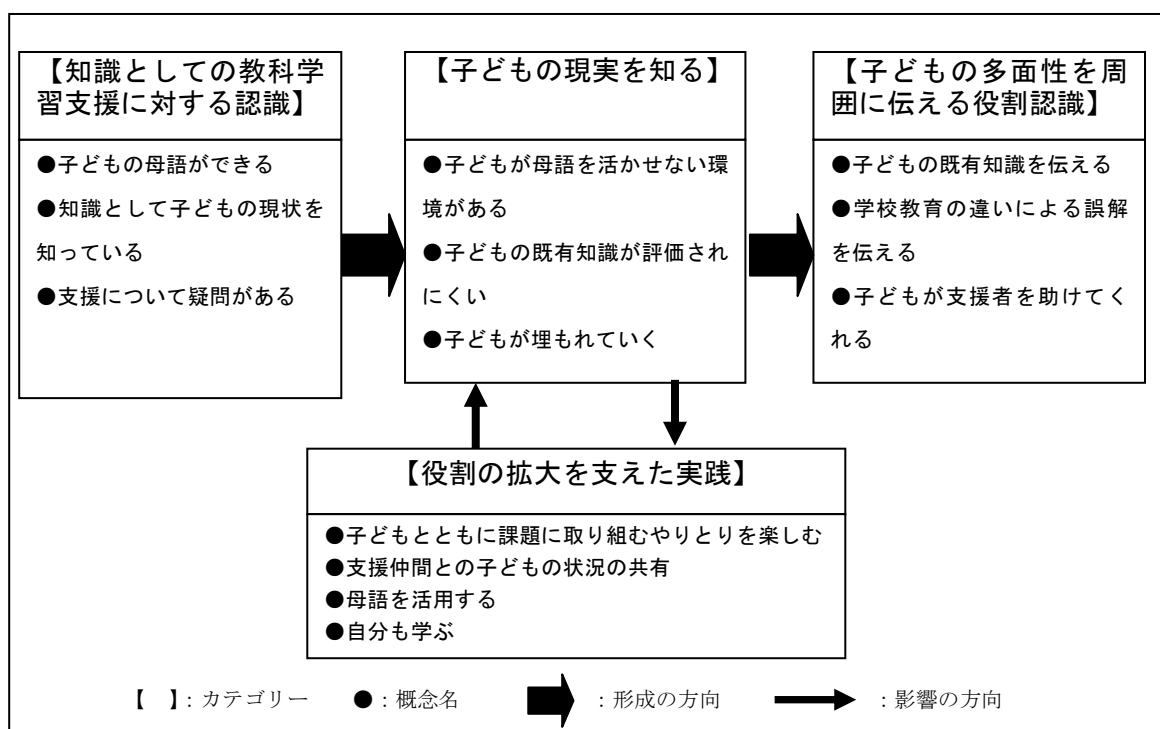 【知識としての教科学
習支援に対する認識】
●子どもの母語ができる
●知識として子どもの現状を
知っている
●支援について疑問がある
【子どもの現実を知る】
●子どもが母語を活かせない環
境がある
●子どもの既有知識が評価され
にくい
●子どもが埋もれていく
【子どもの多面性を周
囲に伝える役割認識】
●子どもの既有知識を伝える
●学校教育の違いによる誤解
を伝える
●子どもが支援者を助けてく
れる
【役割の拡大を支えた実践】
●子どもとともに課題に取り組むやりとりを楽しむ
●支援仲間との子どもの状況の共有
●母語を活用する
●自分も学ぶ
【　】：カテゴリー　●：概念名　：形成の方向　：影響の方向